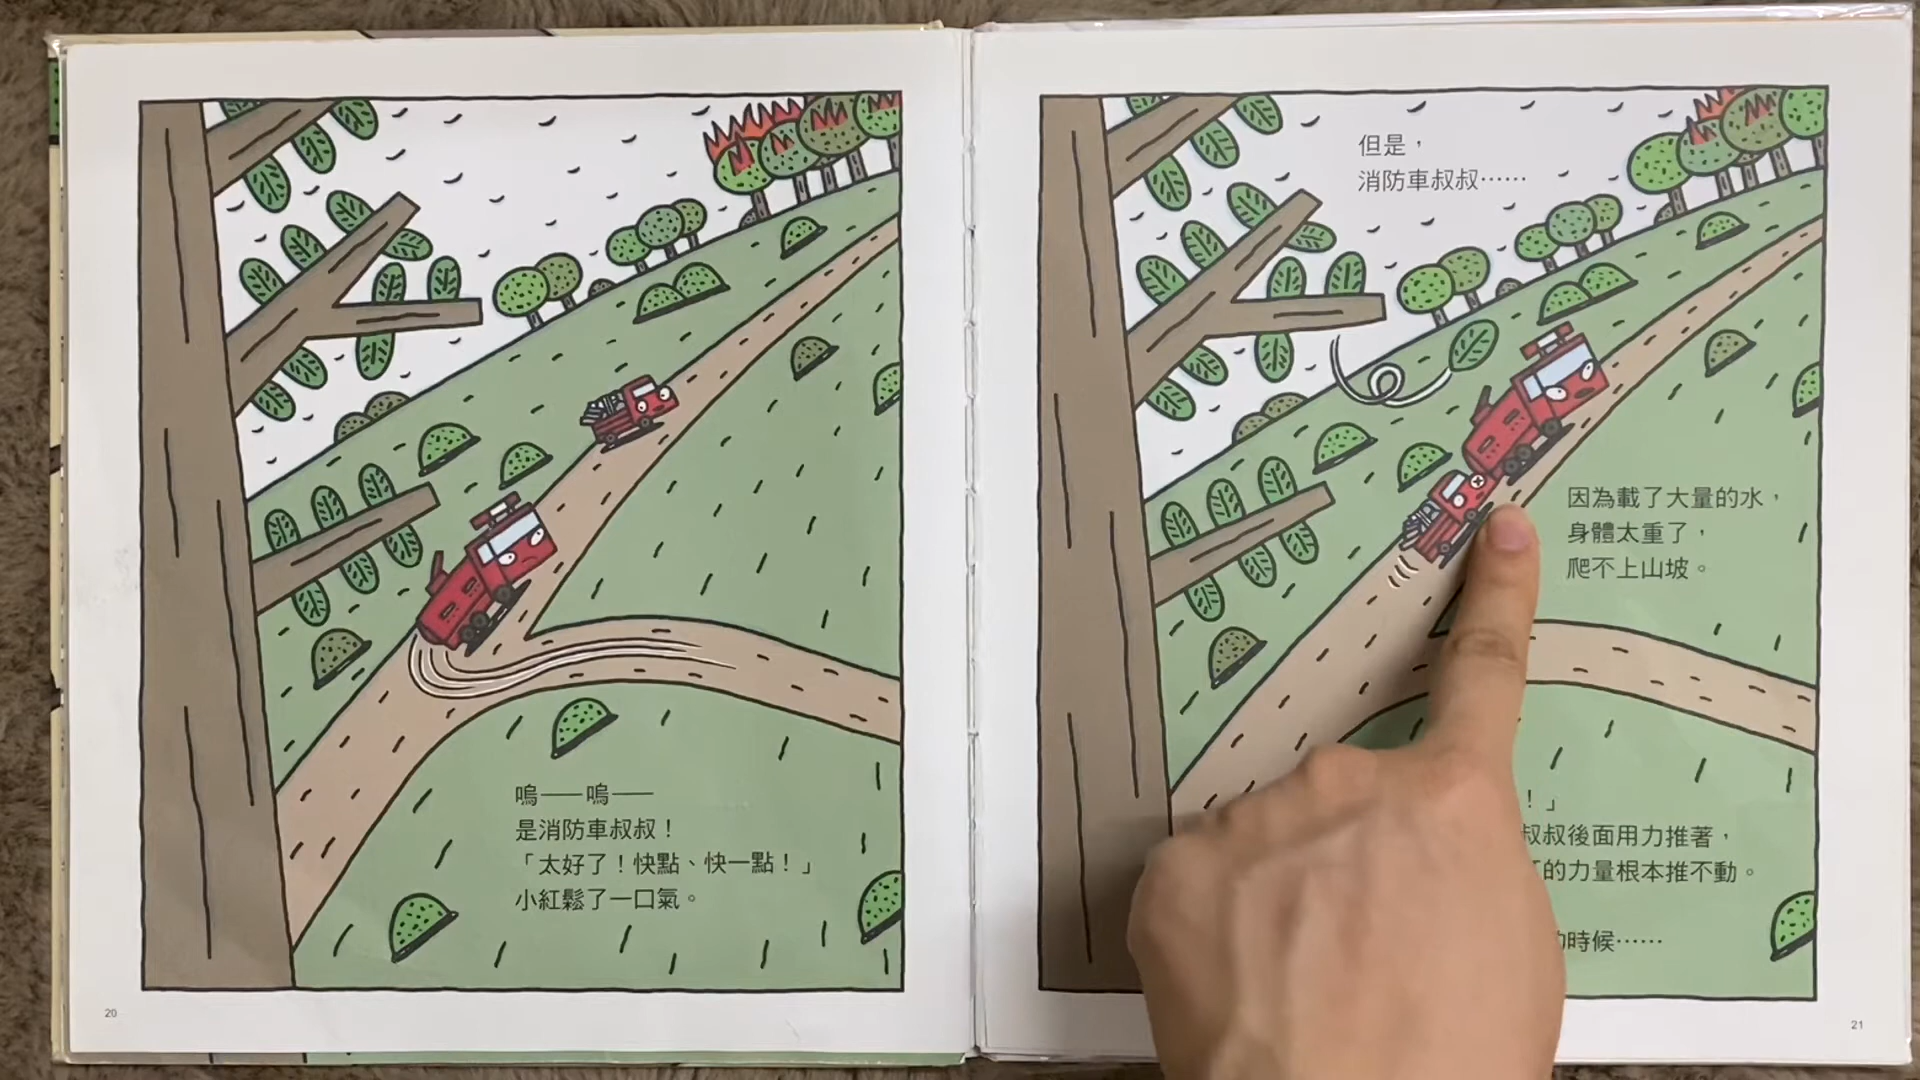 嗚——嗚——
是消防車叔叔！
「太好了！快點、快一點！」
小紅鬆了一口氣。
20
但是，
消防車叔叔……
因為載了大量的水，
身體太重了，
爬不上山坡。
！」
叔叔後面用力推著，
的力量根本推不動。
的時候……
21